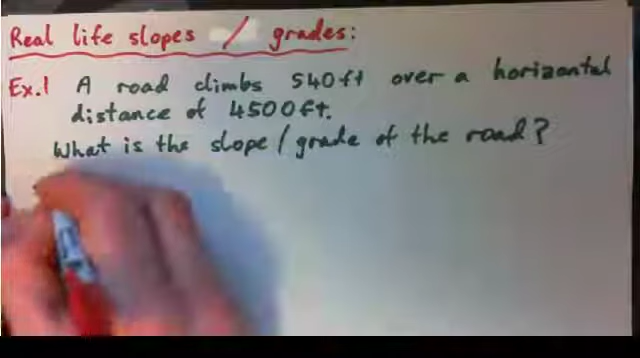 Real life slopes / grades:
Ex.1 A road climbs 540ft over a horizontal
distance of 4500ft.
What is the slope/grade of the road?